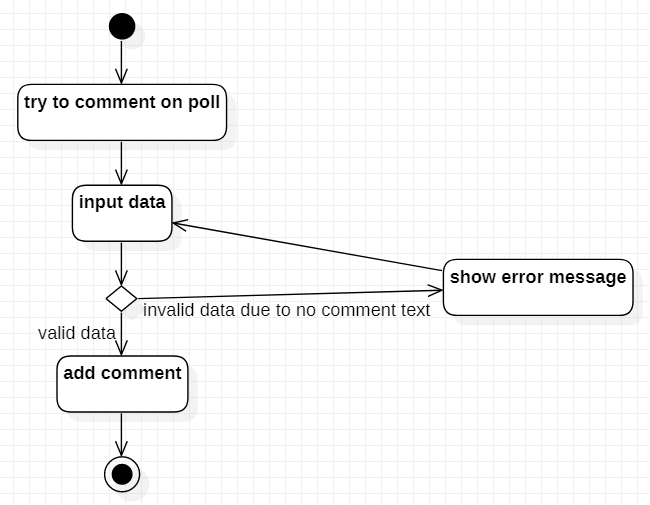 try to comment on poll
input data
show error message
invalid data due to no comment text
valid data
add comment